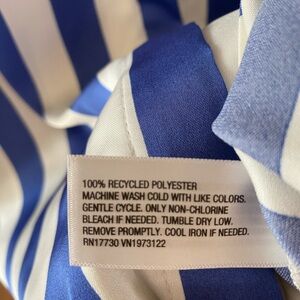 100% RECYCLED POLYESTER
MACHINE WASH COLD WITH LIKE COLORS.
GENTLE CYCLE. ONLY NON-CHLORINE
BLEACH IF NEEDED. TUMBLE DRY LOW.
REMOVE PROMPTLY. COOL IRON IF NEEDED.
RN17730 VN1973122